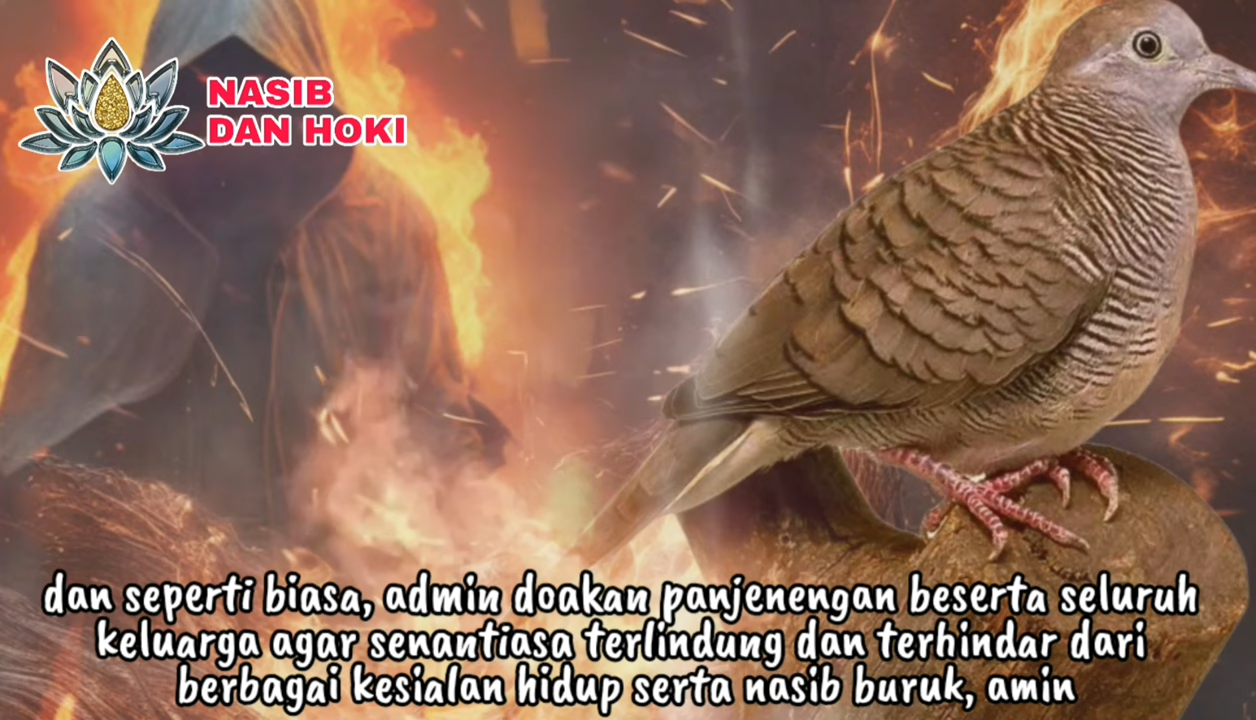 NASIB
DAN HOKI
dan seperti biasa, admin doakan panjenengan beserta seluruh
keluarga agar senantiasa terlindung dan terhindar dari
berbagai kesialan hidup serta nasib buruk, amin